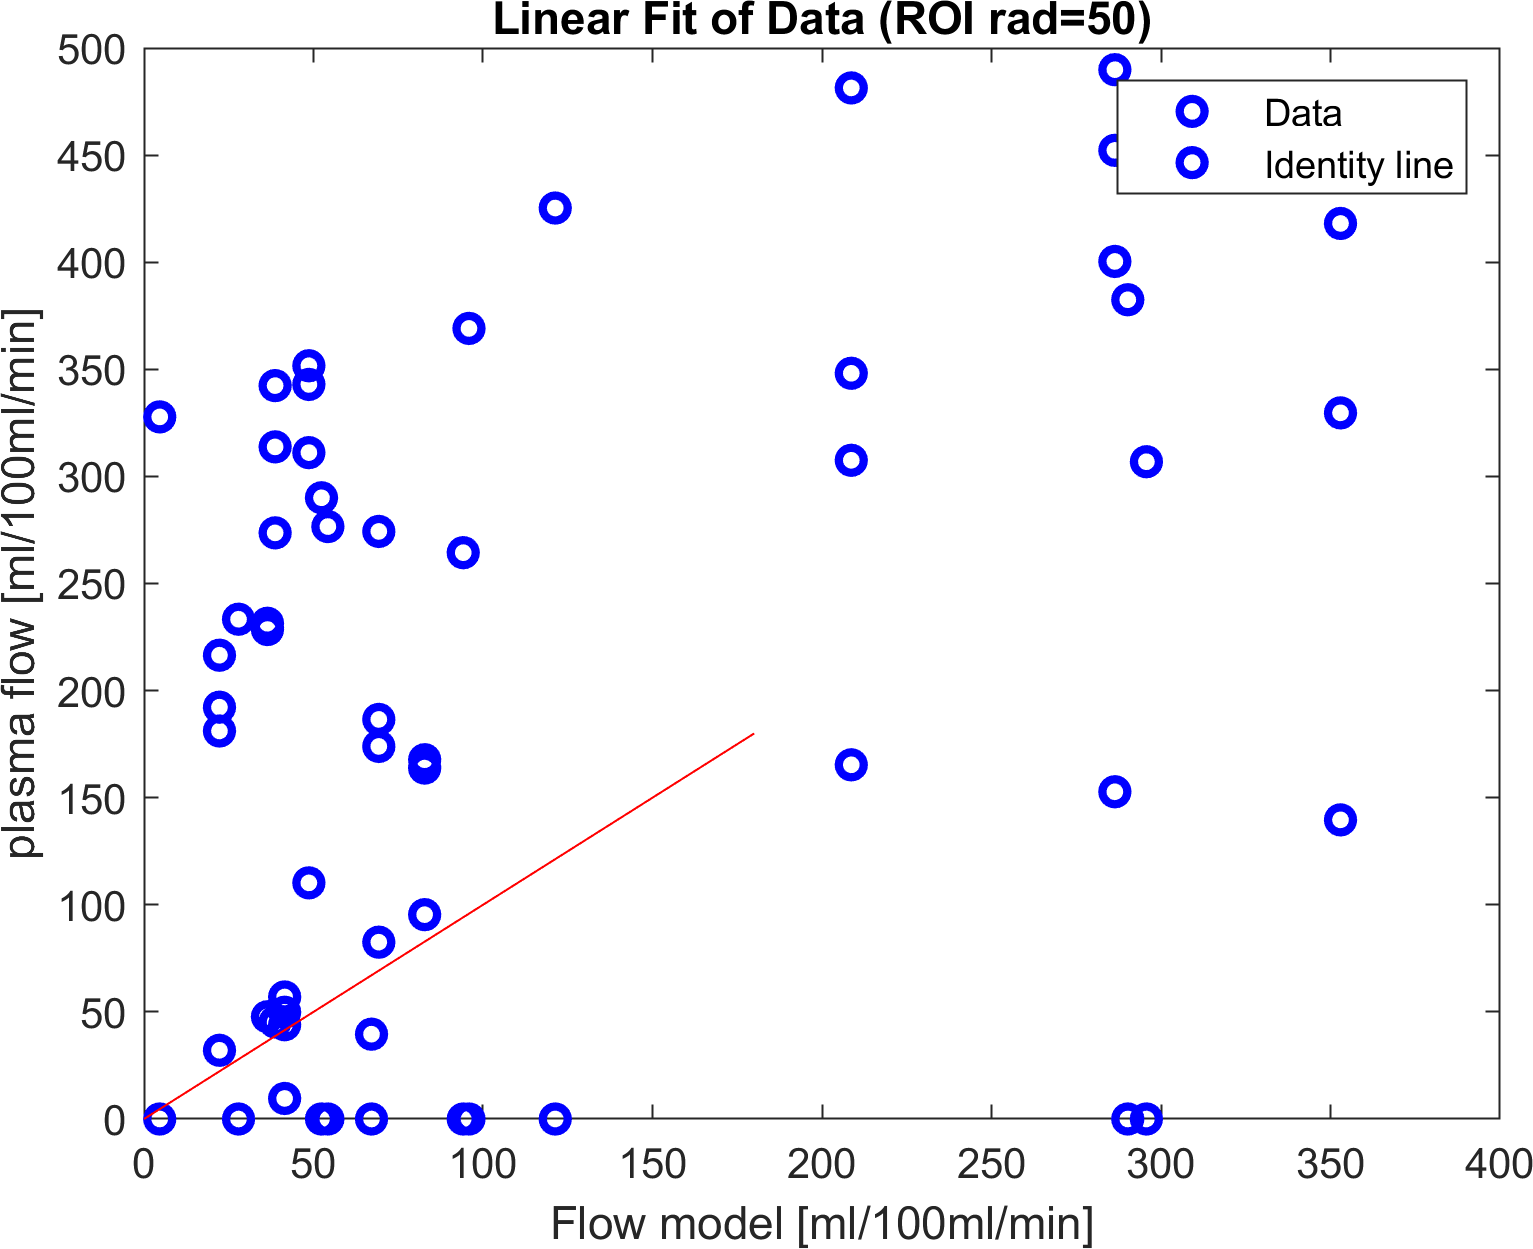 Linear Fit of Data (ROI rad=50)
500
450
400
350
300
250
200
150
100
50
0
plasma flow [ml/100ml/min]
Data
Identity line
0 50 100 150 200 250 300 350 400
Flow model [ml/100ml/min]